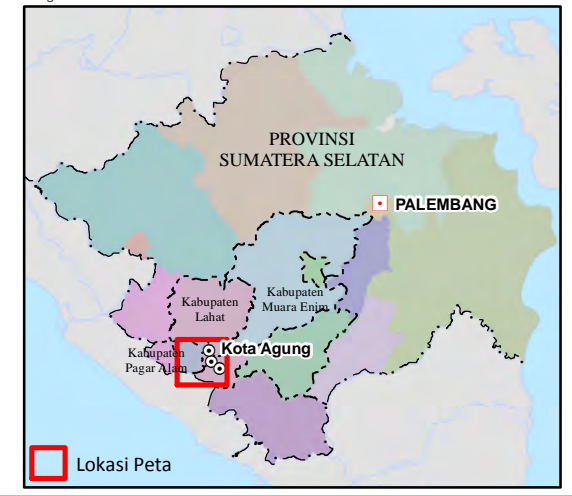 PROVINSI
SUMATERA SELATAN
PALEMBANG
Kabupaten
Lahat
Kabupaten
Muara Enim
Kabupaten
Pagar Alam
Kota Agung
Lokasi Peta